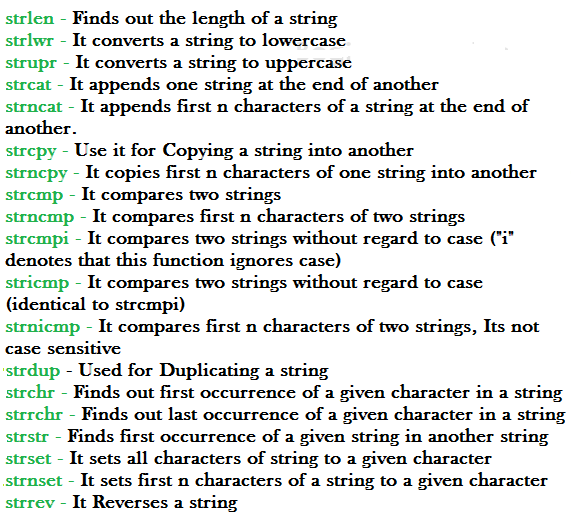 strlen - Finds out the length of a string
strlwr - It converts a string to lowercase
strupr - It converts a string to uppercase
strcat - It appends one string at the end of another
strncat - It appends first n characters of a string at the end of
another.
strcpy - Use it for Copying a string into another
strncpy - It copies first n characters of one string into another
strcmp - It compares two strings
strncmp - It compares first n characters of two strings
strcmpi - It compares two strings without regard to case ("i"
denotes that this function ignores case)
stricmp - It compares two strings without regard to case
(identical to strcmpi)
strnicmp - It compares first n characters of two strings, Its not
case sensitive
strdup - Used for Duplicating a string
strchr - Finds out first occurrence of a given character in a string
strrchr - Finds out last occurrence of a given character in a string
strstr - Finds first occurrence of a given string in another string
strset - It sets all characters of string to a given character
strnset - It sets first n characters of a string to a given character
strrev - It Reverses a string